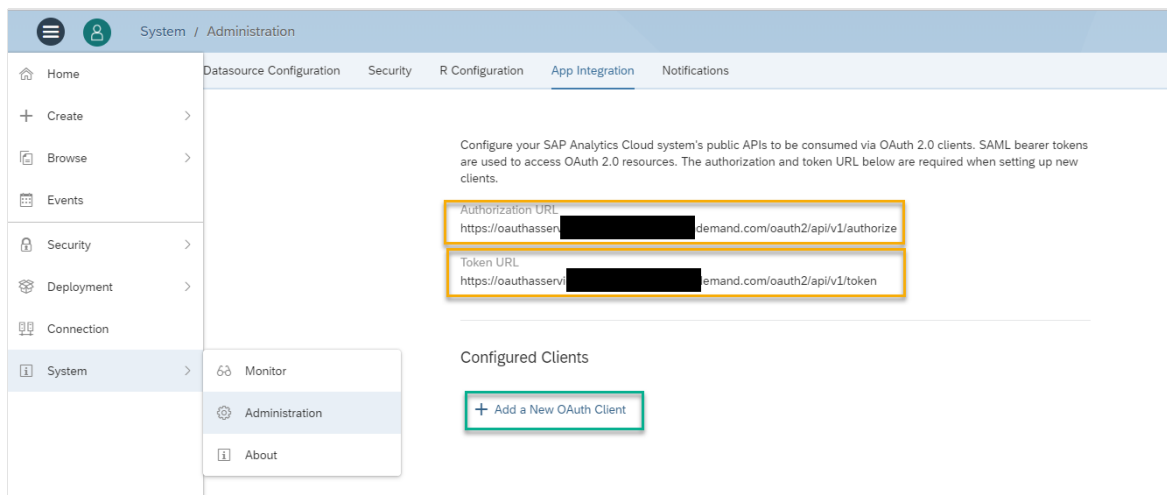 System / Administration
Home
Create
Browse
Events
Security
Deployment
Connection
System
Monitor
Administration
About
Datasource Configuration Security R Configuration App Integration Notifications
Configure your SAP Analytics Cloud system's public APIs to be consumed via OAuth 2.0 clients. SAML bearer tokens
are used to access OAuth 2.0 resources. The authorization and token URL below are required when setting up new
clients.
Authorization URL
https://oauthasserv demand.com/oauth2/api/v1/authorize
Token URL
https://oauthasservi emand.com/oauth2/api/v1/token
Configured Clients
+ Add a New OAuth Client